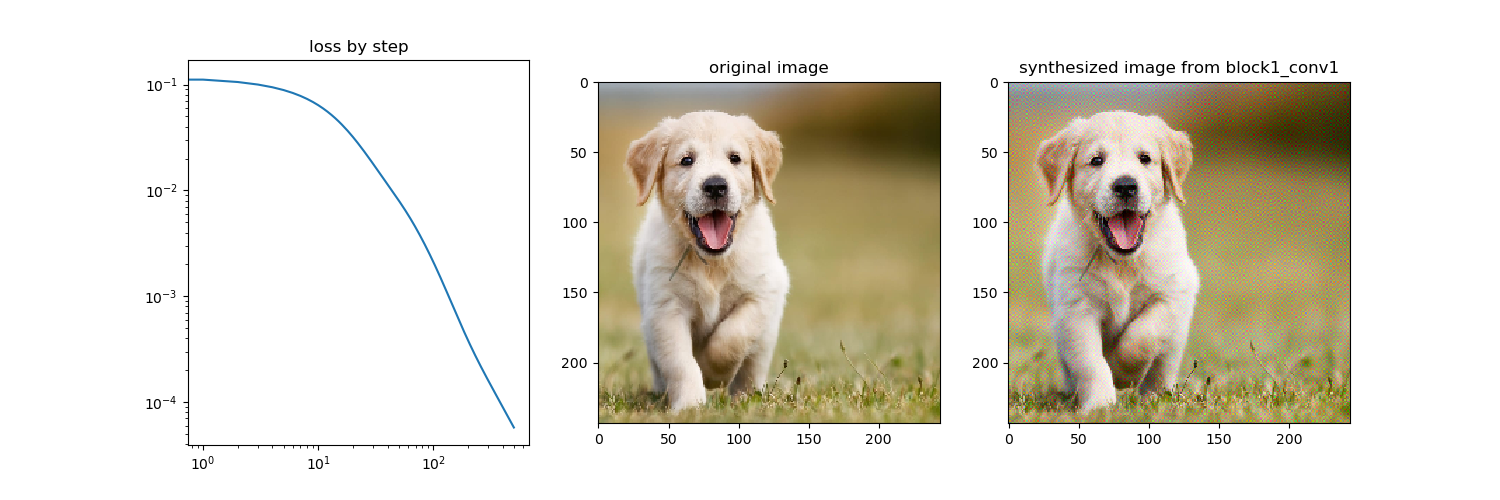 loss by step
10⁻¹
10⁻²
10⁻³
10⁻⁴
10⁰ 10¹ 10²
original image
0
50
100
150
200
0 50 100 150 200
synthesized image from block1_conv1
0
50
100
150
200
0 50 100 150 200